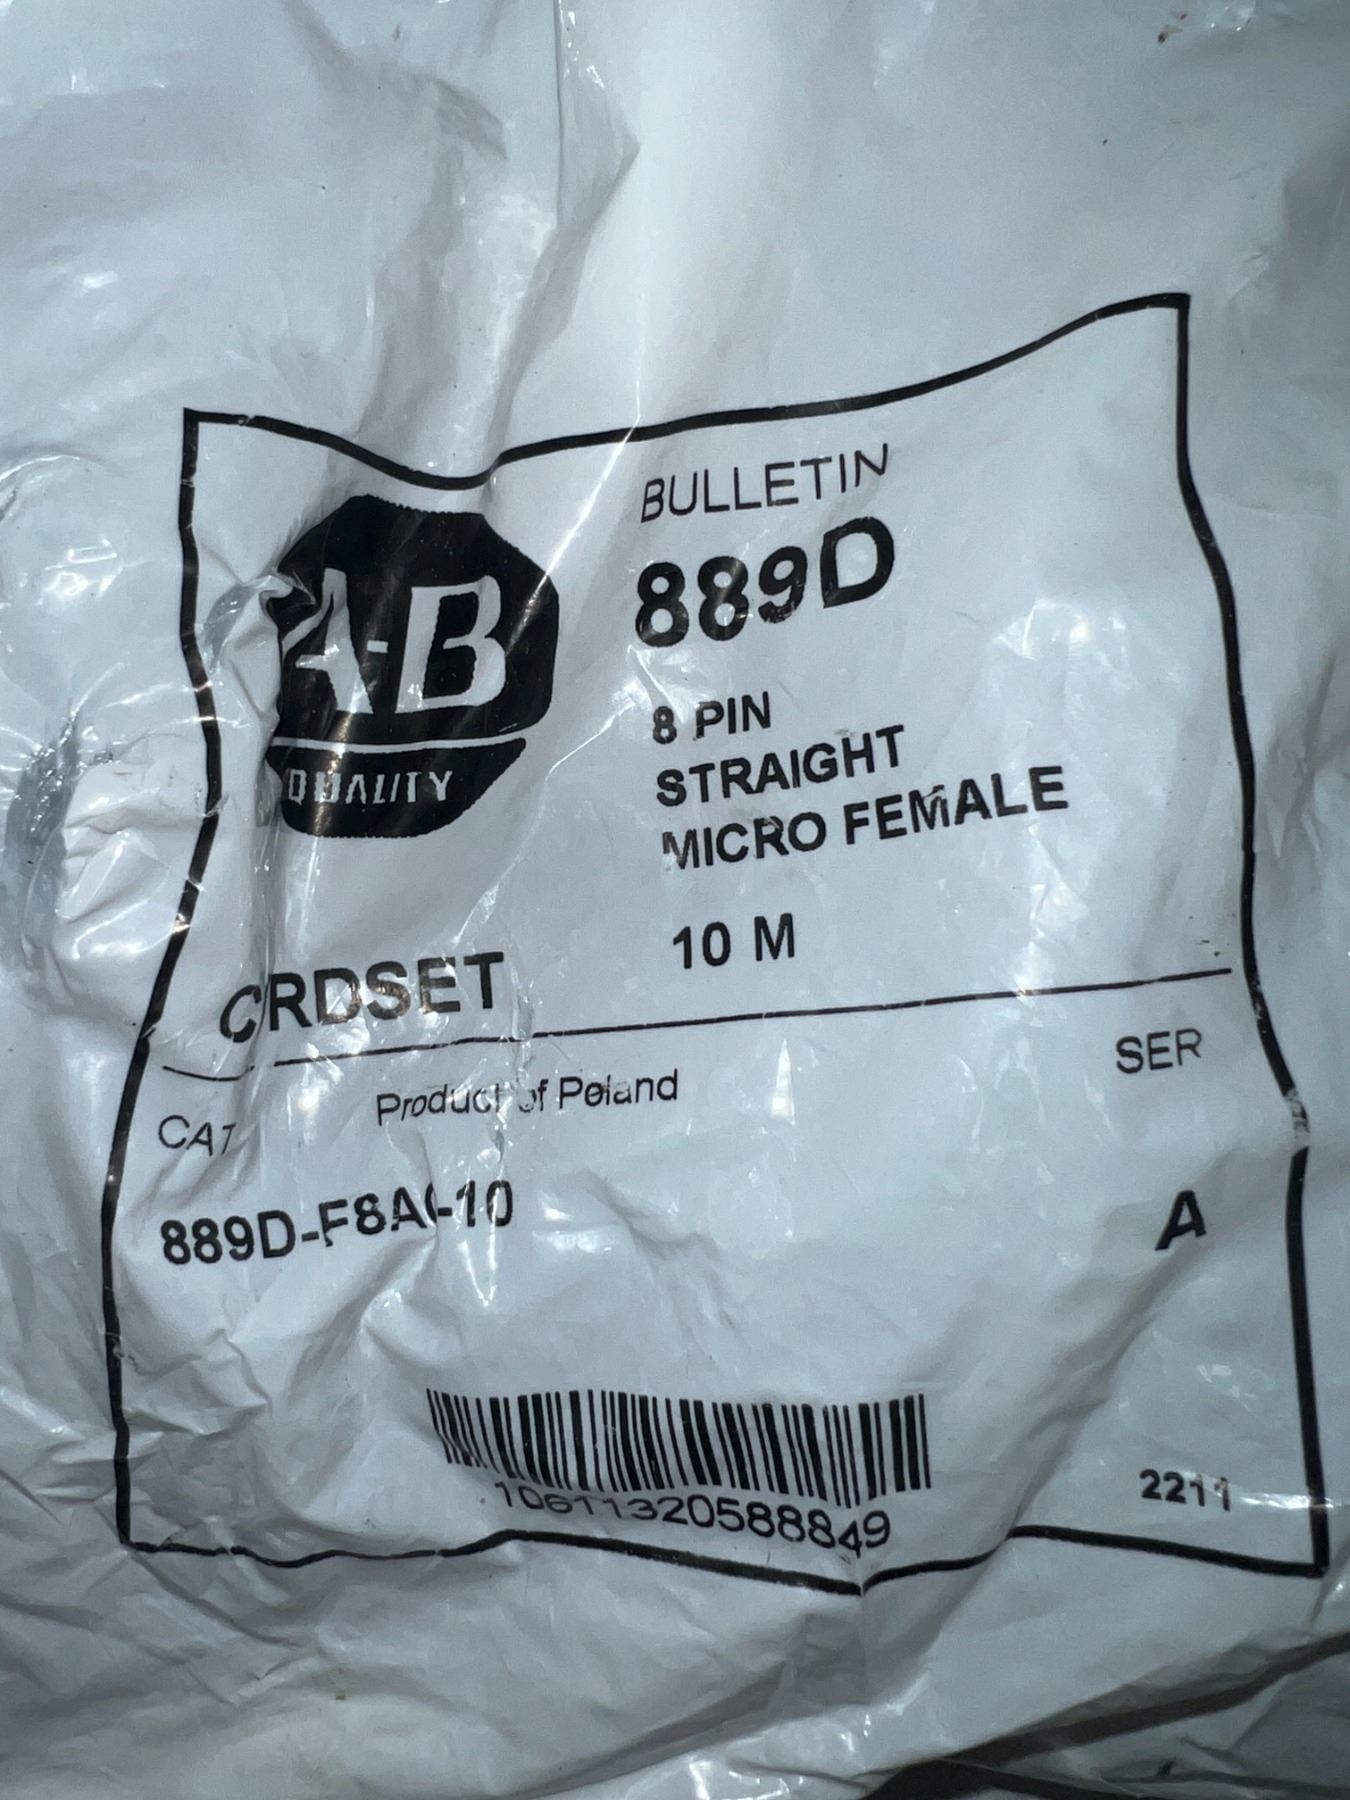 BULLETIN
889D
A-B
QUALITY
8 PIN
STRAIGHT
MICRO FEMALE
10 M
CORDSET
CAT
Product of Poland
SER
889D-F8AC-10
A
10611320588849
2211